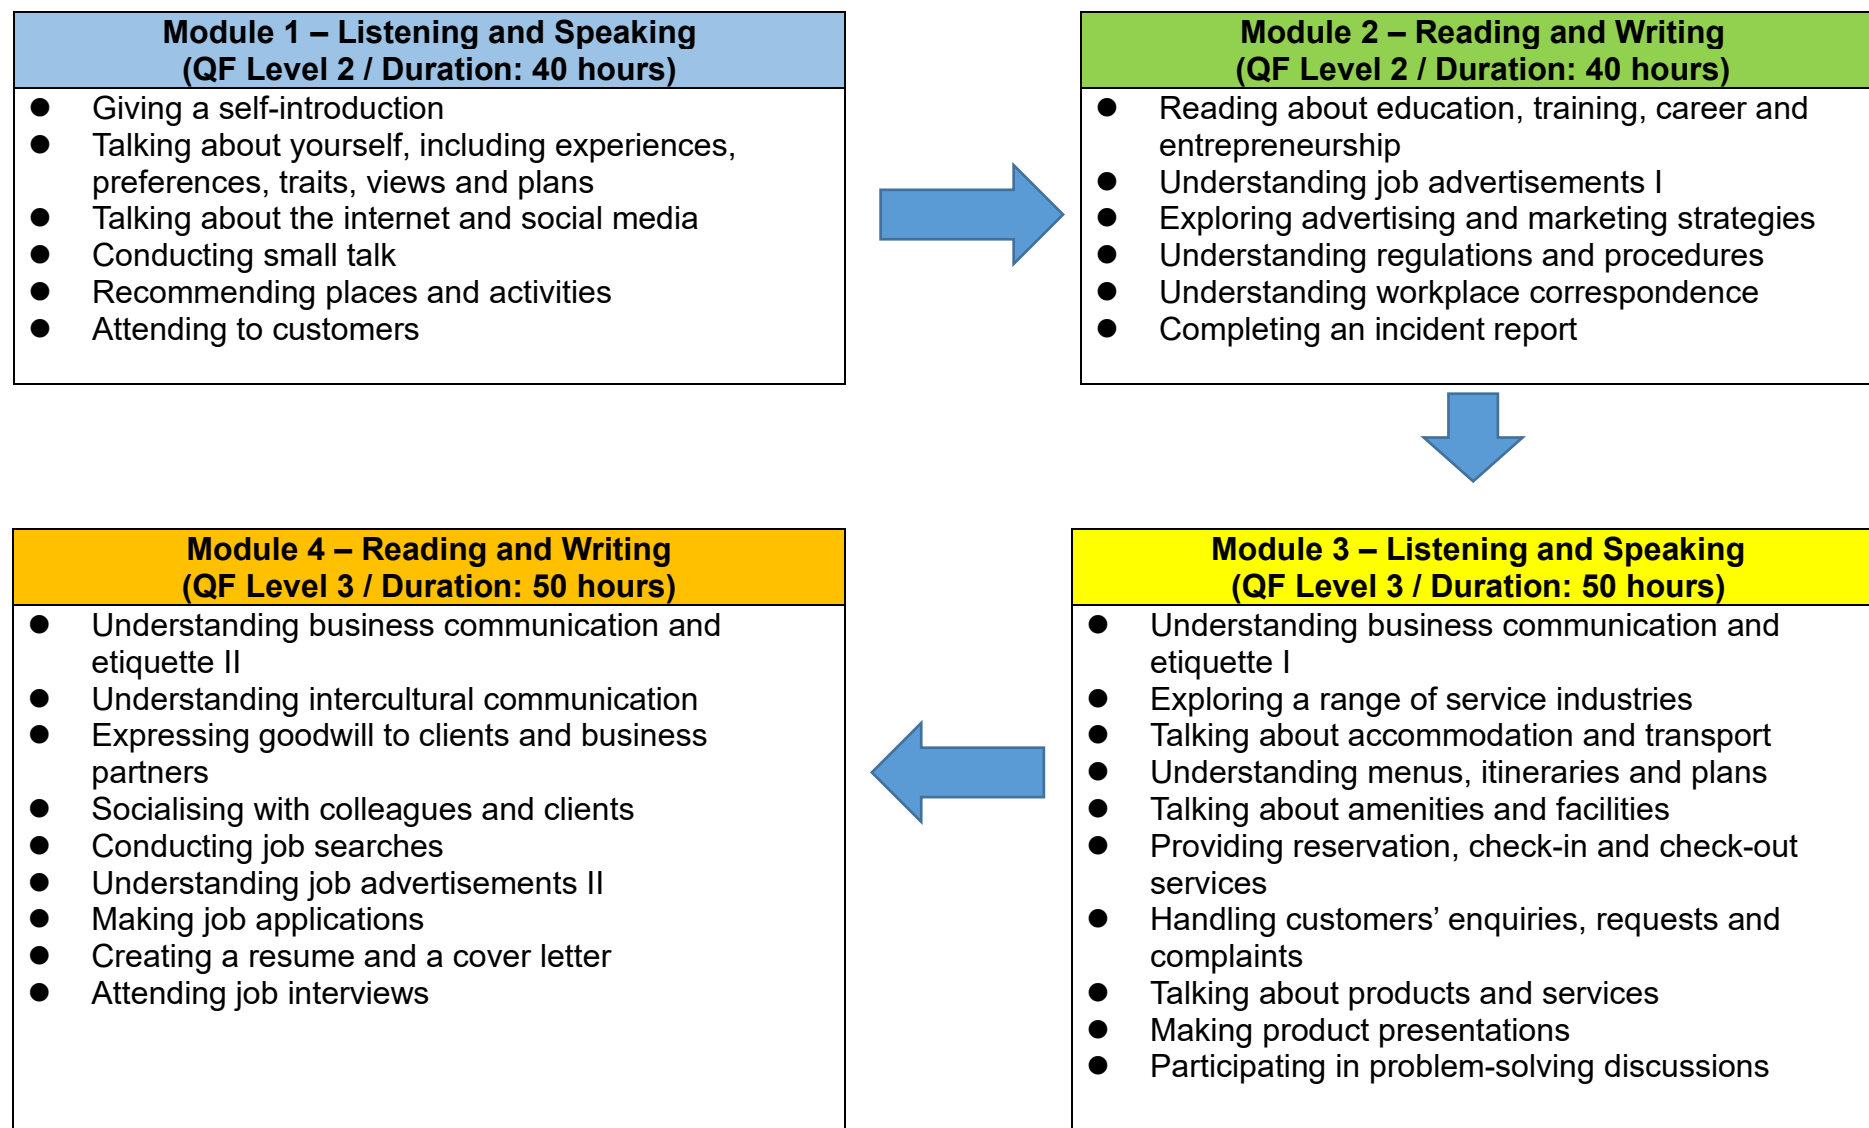 Module 1 – Listening and Speaking
(QF Level 2 / Duration: 40 hours)
● Giving a self-introduction
● Talking about yourself, including experiences,
preferences, traits, views and plans
● Talking about the internet and social media
● Conducting small talk
● Recommending places and activities
● Attending to customers
Module 2 – Reading and Writing
(QF Level 2 / Duration: 40 hours)
● Reading about education, training, career and
entrepreneurship
● Understanding job advertisements I
● Exploring advertising and marketing strategies
● Understanding regulations and procedures
● Understanding workplace correspondence
● Completing an incident report
Module 3 – Listening and Speaking
(QF Level 3 / Duration: 50 hours)
● Understanding business communication and
etiquette I
● Exploring a range of service industries
● Talking about accommodation and transport
● Understanding menus, itineraries and plans
● Talking about amenities and facilities
● Providing reservation, check-in and check-out
services
● Handling customers’ enquiries, requests and
complaints
● Talking about products and services
● Making product presentations
● Participating in problem-solving discussions
Module 4 – Reading and Writing
(QF Level 3 / Duration: 50 hours)
● Understanding business communication and
etiquette II
● Understanding intercultural communication
● Expressing goodwill to clients and business
partners
● Socialising with colleagues and clients
● Conducting job searches
● Understanding job advertisements II
● Making job applications
● Creating a resume and a cover letter
● Attending job interviews